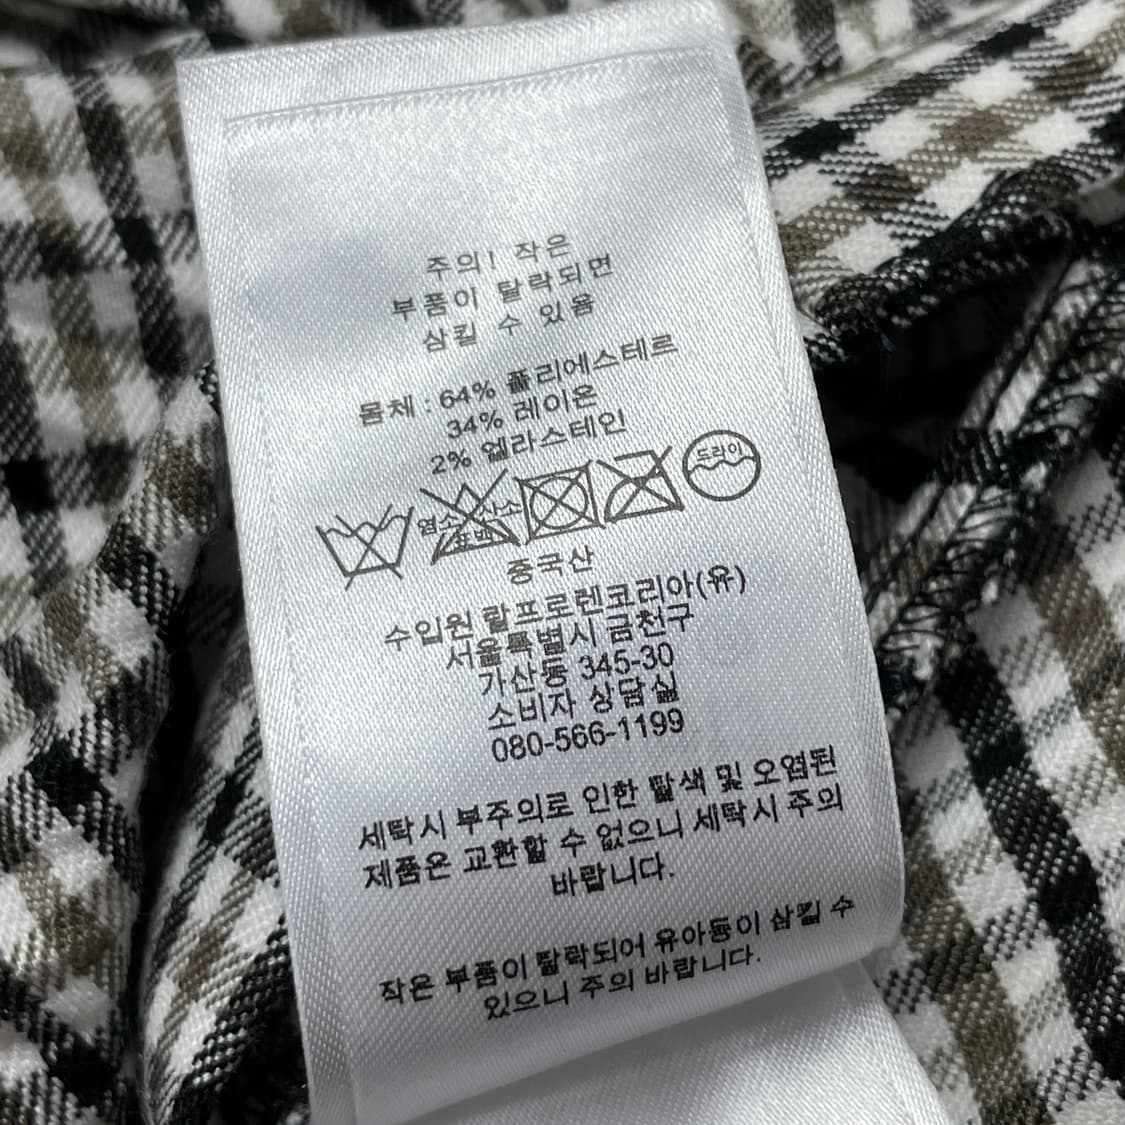 주의! 작은
부품이 탈락되면
삼킬 수 있음
몸체 : 64% 폴리에스테르
34% 레이온
2% 엘라스테인
염소 산소
표백
드라이
중국산
수입원 랄프로렌코리아(유)
서울특별시 금천구
가산동 345-30
소비자 상담실
080-566-1199
세탁시 부주의로 인한 탈색 및 오염된
제품은 교환할 수 없으니 세탁시 주의
바랍니다.
작은 부품이 탈락되어 유아등이 삼킬 수
있으니 주의 바랍니다.